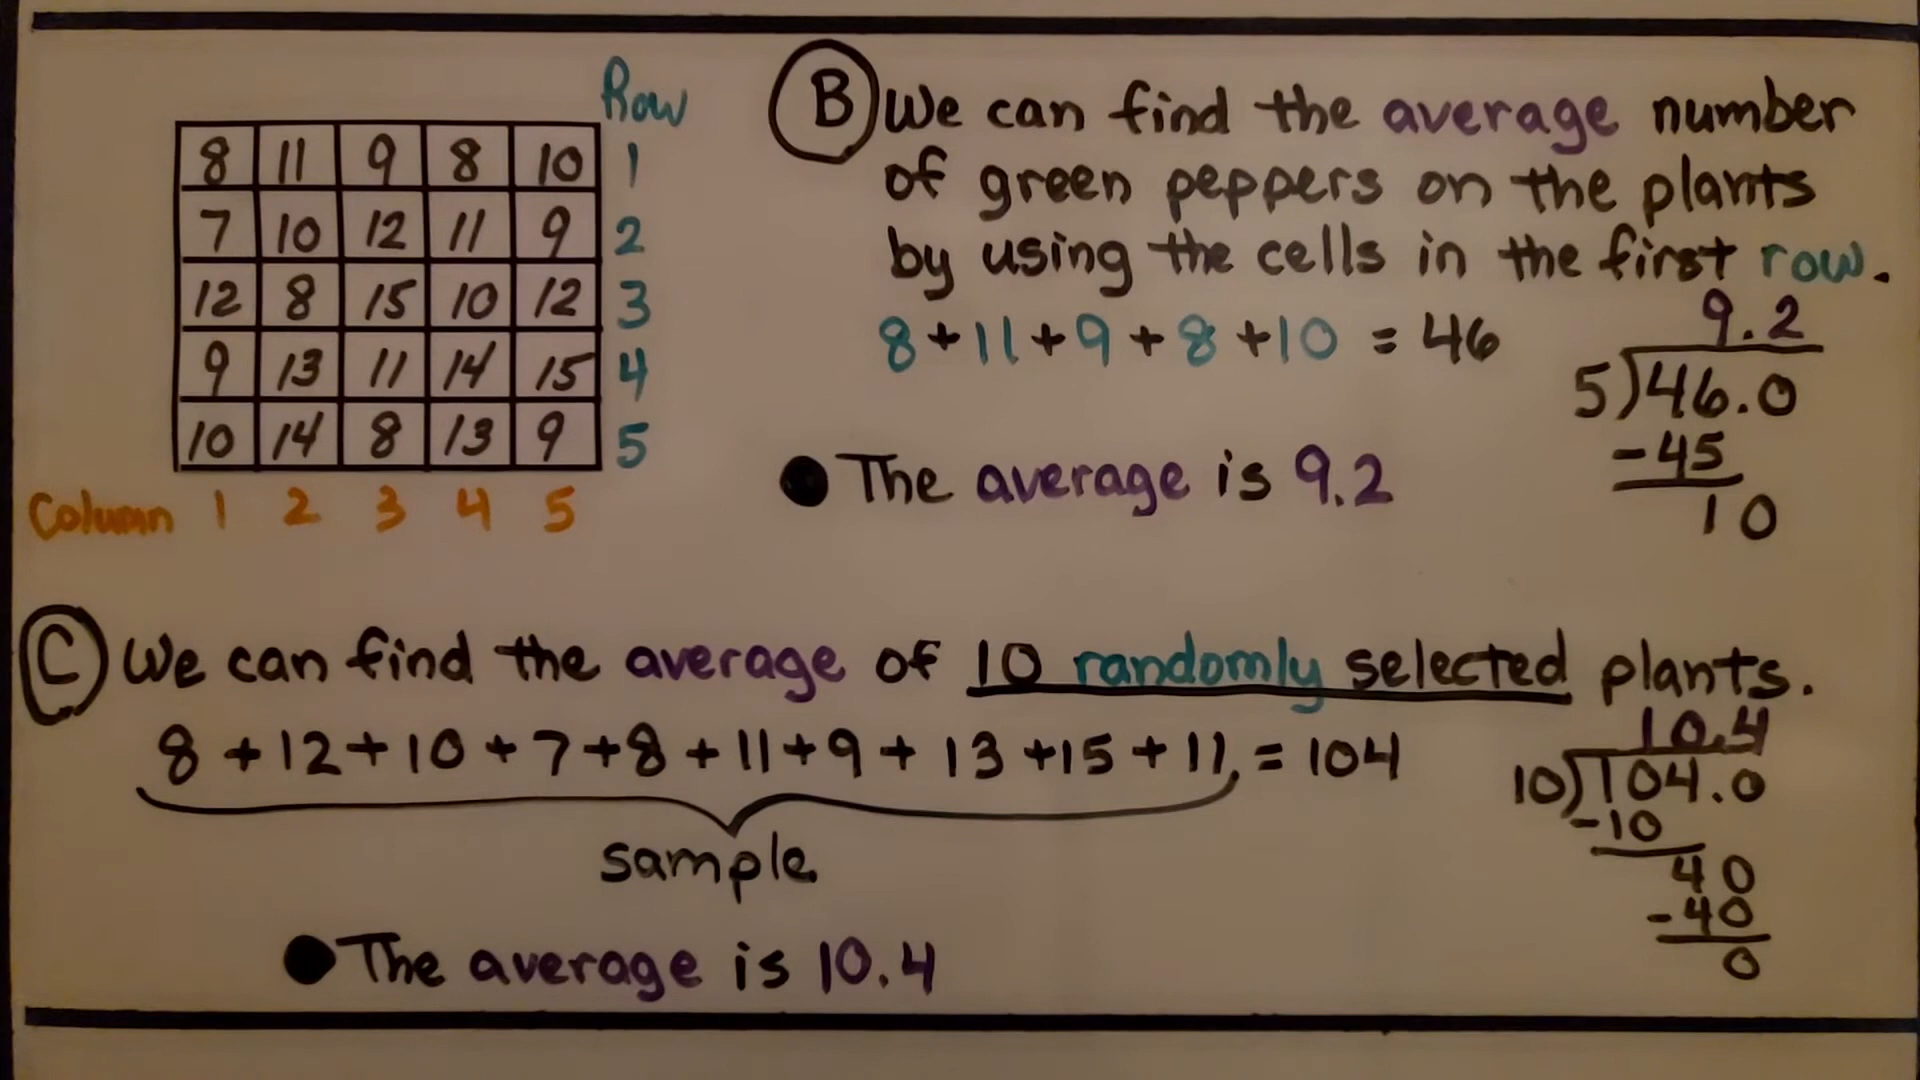 Row
8 11 9 8 10 1
7 10 12 11 9 2
12 8 15 10 12 3
9 13 11 14 15 4
10 14 8 13 9 5
Column 1 2 3 4 5
B We can find the average number
of green peppers on the plants
by using the cells in the first row.
8+11+9+8+10 = 46
9.2
5)46.0
-45
10
• The average is 9.2
C We can find the average of 10 randomly selected plants.
8+12+10+7+8+11+9+13+15+11 = 104
sample
10.4
10)104.0
-10
40
-40
0
• The average is 10.4